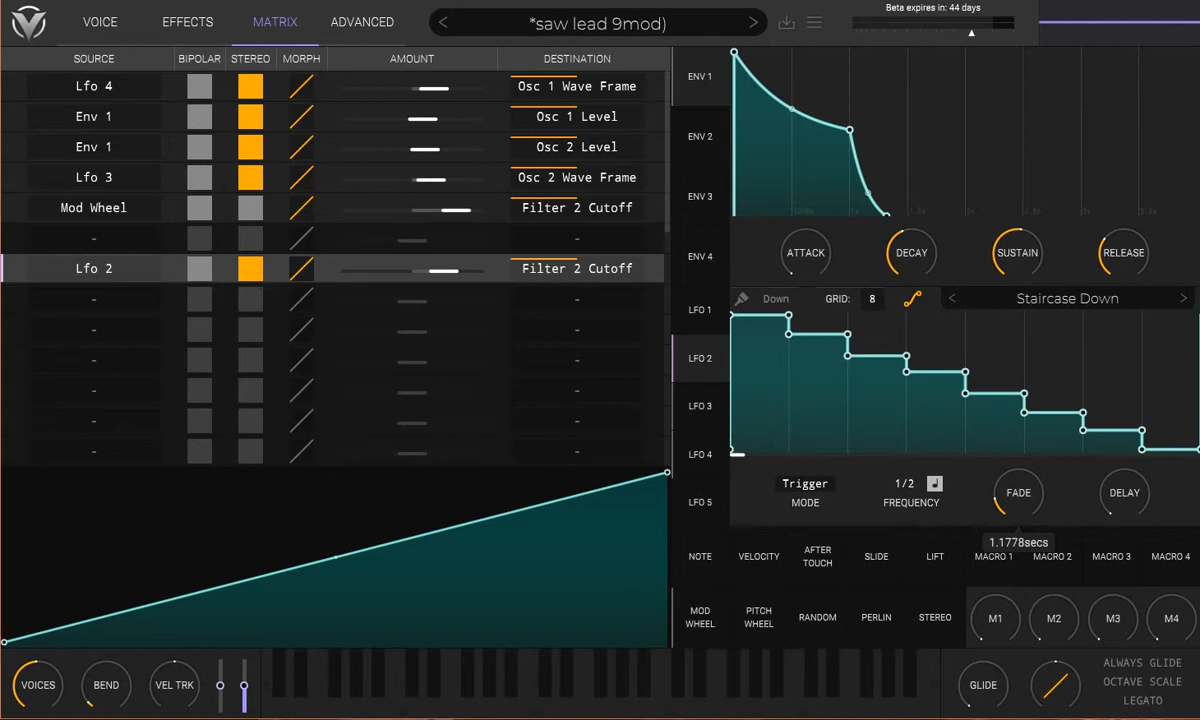 VOICE
EFFECTS
MATRIX
ADVANCED
*saw lead 9mod)
Beta expires in: 44 days
SOURCE BIPOLAR STEREO MORPH AMOUNT DESTINATION
Lfo 4 Osc 1 Wave Frame
Env 1 Osc 1 Level
Env 1 Osc 2 Level
Lfo 3 Osc 2 Wave Frame
Mod Wheel Filter 2 Cutoff
- -
Lfo 2 Filter 2 Cutoff
- -
- -
- -
- -
- -
- -
ENV 1
ENV 2
ENV 3
ENV 4
LFO 1
LFO 2
LFO 3
LFO 4
LFO 5
ATTACK
DECAY
SUSTAIN
RELEASE
Down
GRID: 8
Staircase Down
Trigger
MODE
1/2
FREQUENCY
FADE
DELAY
1.1778secs
NOTE
VELOCITY
AFTER
TOUCH
SLIDE
LIFT
MACRO 1
MACRO 2
MACRO 3
MACRO 4
MOD
WHEEL
PITCH
WHEEL
RANDOM
PERLIN
STEREO
M1
M2
M3
M4
VOICES
BEND
VEL TRK
GLIDE
ALWAYS GLIDE
OCTAVE SCALE
LEGATO